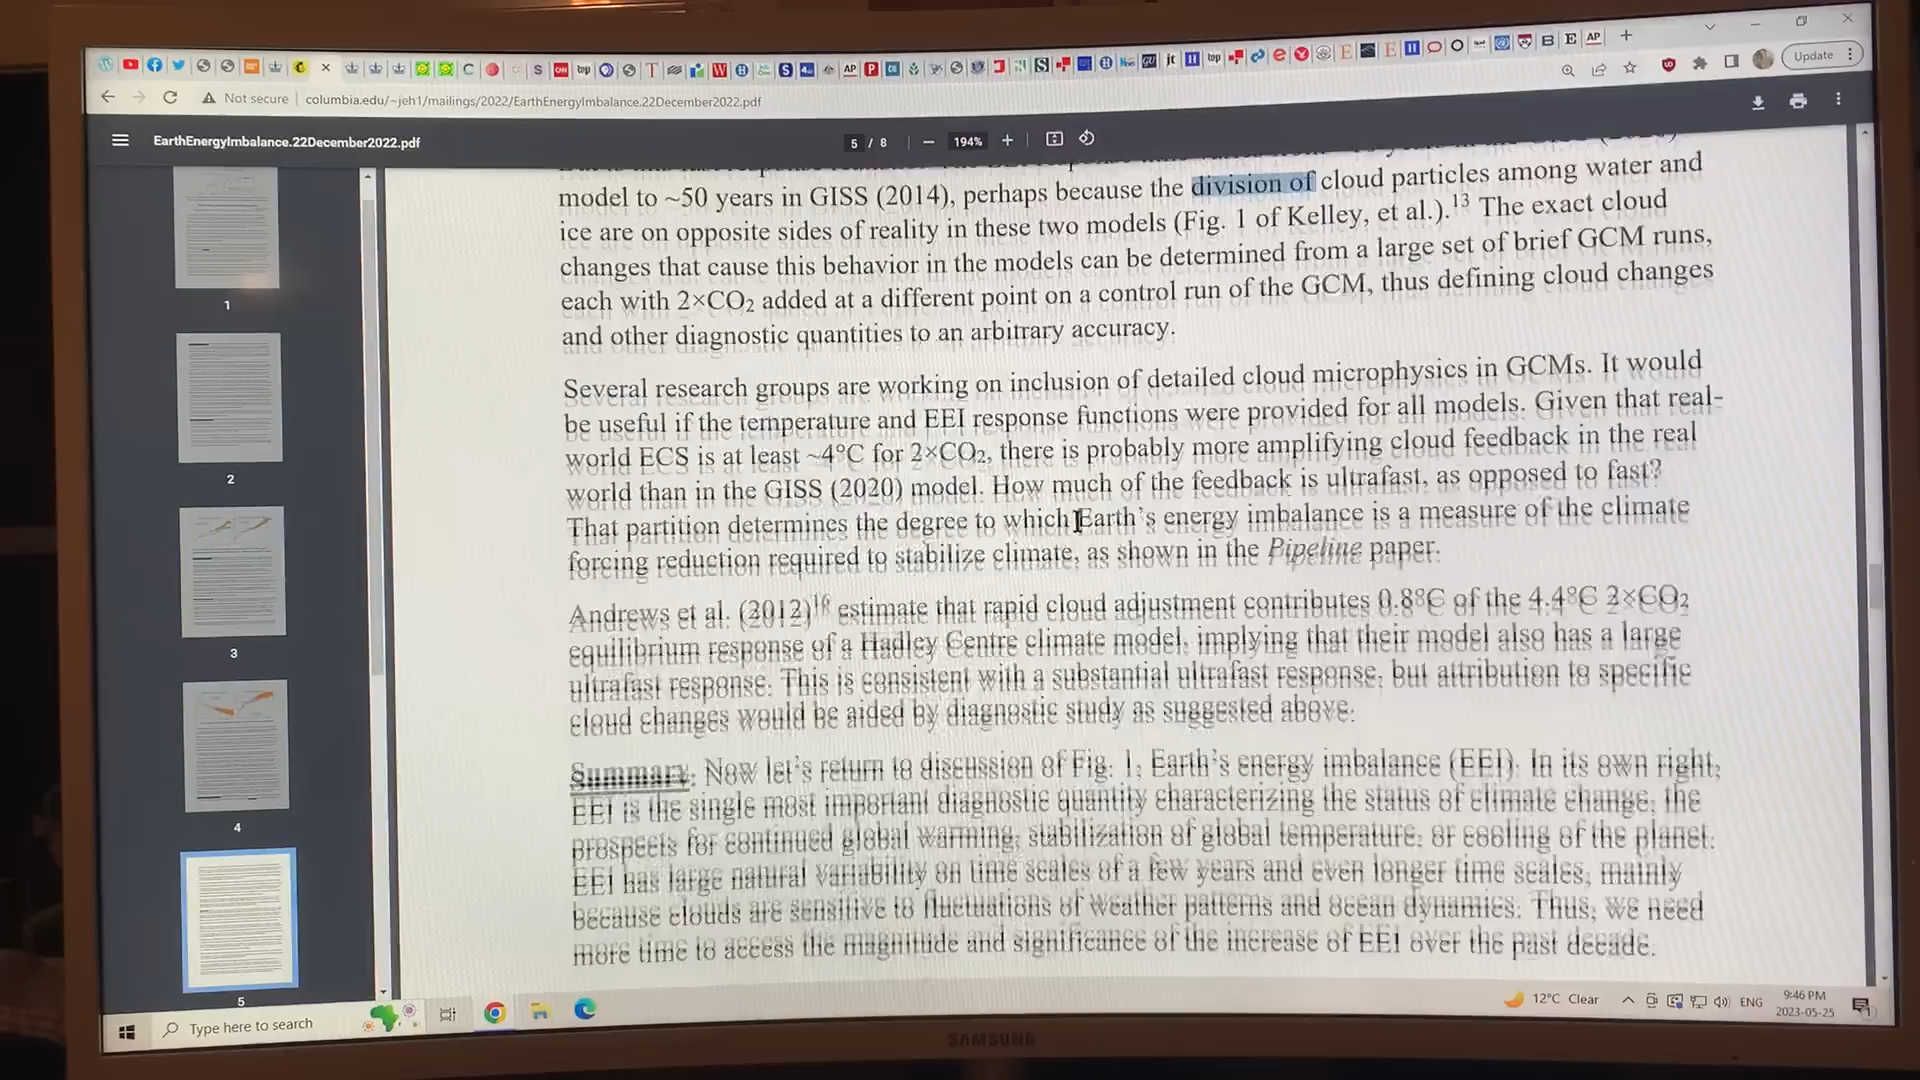 Update
Not secure
columbia.edu/~jeh1/mailings/2022/EarthEnergyImbalance.22December2022.pdf
EarthEnergyImbalance.22December2022.pdf
5 / 8
194%
model to ~50 years in GISS (2014), perhaps because the division of cloud particles among water and
ice are on opposite sides of reality in these two models (Fig. 1 of Kelley, et al.).13 The exact cloud
changes that cause this behavior in the models can be determined from a large set of brief GCM runs,
each with 2×CO2 added at a different point on a control run of the GCM, thus defining cloud changes
and other diagnostic quantities to an arbitrary accuracy.
Several research groups are working on inclusion of detailed cloud microphysics in GCMs. It would
be useful if the temperature and EEI response functions were provided for all models. Given that real-
world ECS is at least ~4°C for 2×CO2, there is probably more amplifying cloud feedback in the real
world than in the GISS (2020) model. How much of the feedback is ultrafast, as opposed to fast?
That partition determines the degree to which Earth's energy imbalance is a measure of the climate
forcing reduction required to stabilize climate, as shown in the Pipeline paper.
Andrews et al. (2012) estimate that rapid cloud adjustment contributes 0.8°C of the 4.4°C 2×CO2
equilibrium response of a Hadley Centre climate model, implying that their model also has a large
ultrafast response. This is consistent with a substantial ultrafast response, but attribution to specific
cloud changes would be aided by diagnostic study as suggested above.
Summary. Now let's return to discussion of Fig. 1, Earth's energy imbalance (EEI). In its own right,
EEI is the single most important diagnostic quantity characterizing the status of climate change, the
prospects for continued global warming, stabilization of global temperature, or cooling of the planet.
EEI has large natural variability on time scales of a few years and even longer time scales, mainly
because clouds are sensitive to fluctuations of weather patterns and ocean dynamics. Thus, we need
more time to access the magnitude and significance of the increase of EEI over the past decade.
1
2
3
4
5
Type here to search
12°C Clear
ENG
9:46 PM
2023-05-25
SAMSUNG